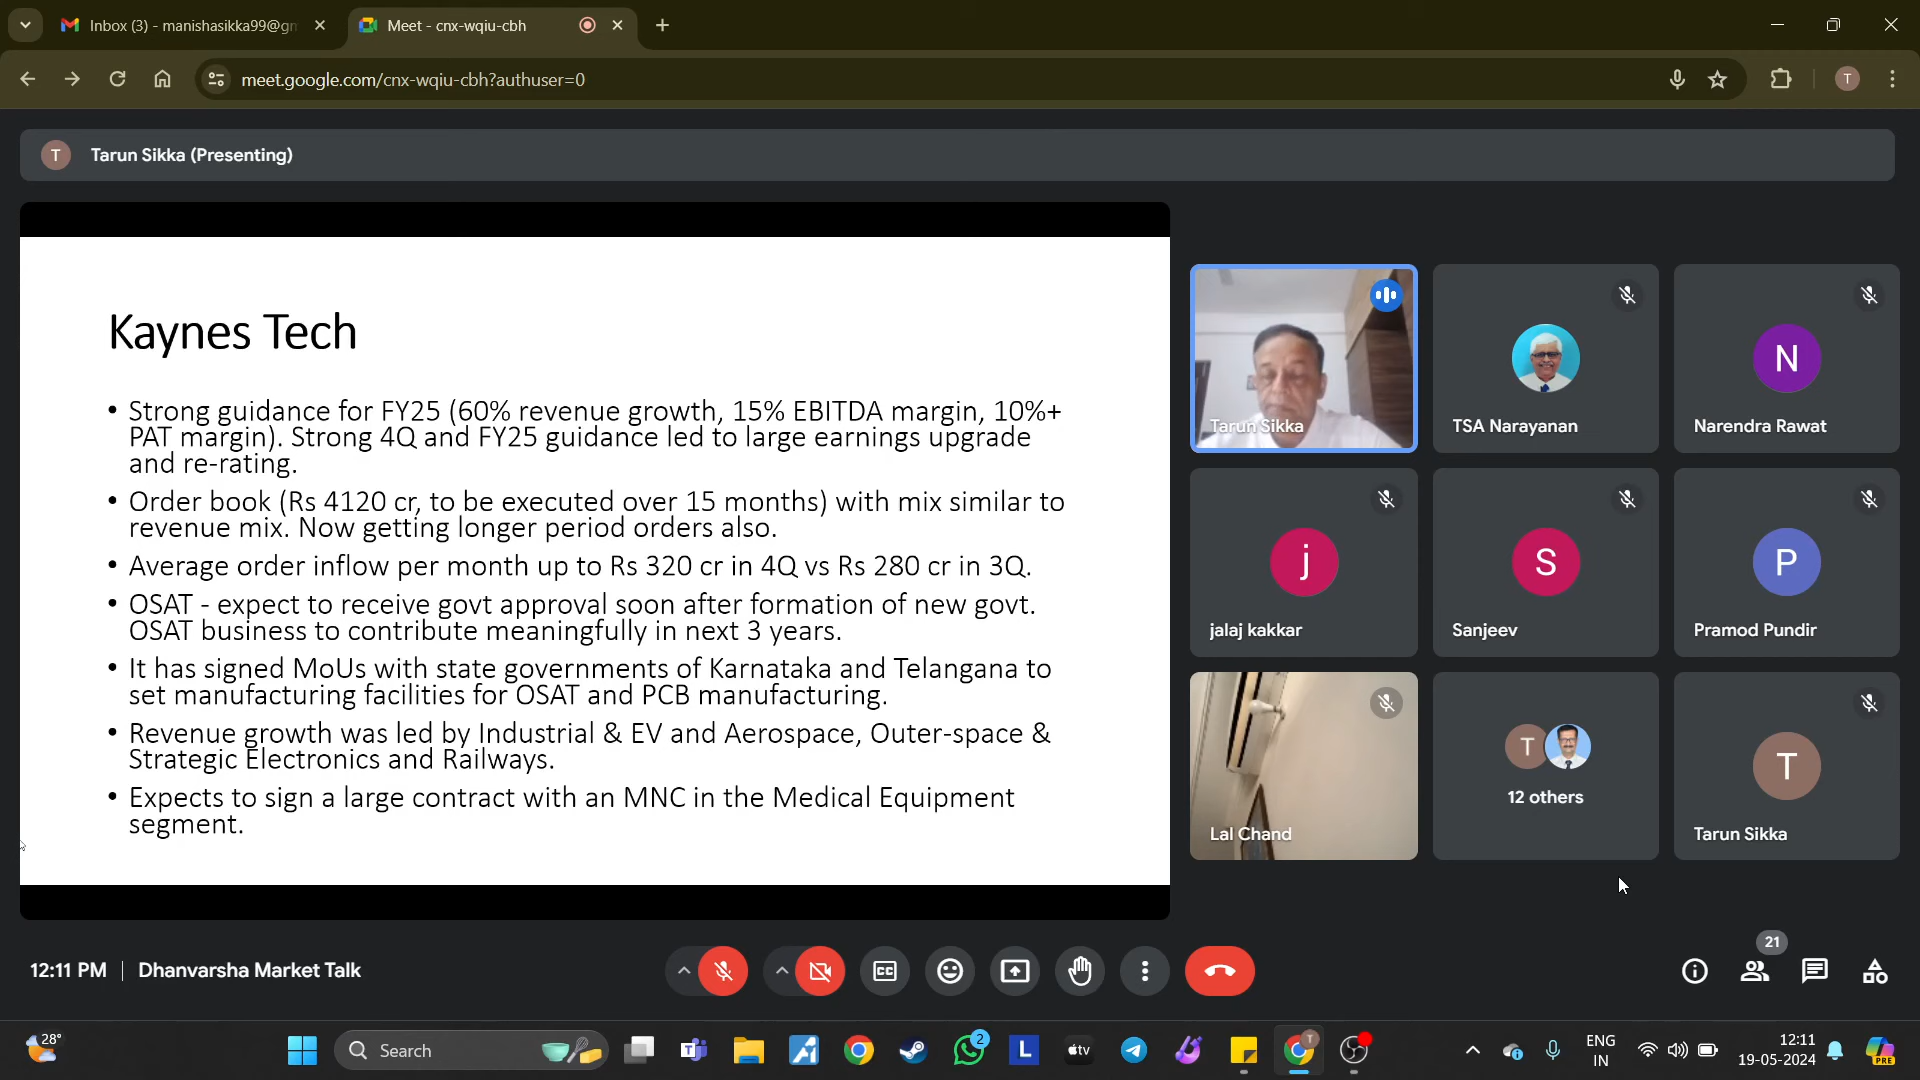 Inbox (3) - manishasikka99@gm
Meet - cnx-wqiu-cbh
meet.google.com/cnx-wqiu-cbh?authuser=0
T
T
Tarun Sikka (Presenting)
Kaynes Tech
• Strong guidance for FY25 (60% revenue growth, 15% EBITDA margin, 10%+
PAT margin). Strong 4Q and FY25 guidance led to large earnings upgrade
and re-rating.
• Order book (Rs 4120 cr, to be executed over 15 months) with mix similar to
revenue mix. Now getting longer period orders also.
• Average order inflow per month up to Rs 320 cr in 4Q vs Rs 280 cr in 3Q.
• OSAT - expect to receive govt approval soon after formation of new govt.
OSAT business to contribute meaningfully in next 3 years.
• It has signed MoUs with state governments of Karnataka and Telangana to
set manufacturing facilities for OSAT and PCB manufacturing.
• Revenue growth was led by Industrial & EV and Aerospace, Outer-space &
Strategic Electronics and Railways.
• Expects to sign a large contract with an MNC in the Medical Equipment
segment.
Tarun Sikka
TSA Narayanan
N
Narendra Rawat
j
jalaj kakkar
S
Sanjeev
P
Pramod Pundir
Lal Chand
T
12 others
T
Tarun Sikka
12:11 PM | Dhanvarsha Market Talk
CC
21
28°
Search
2
L
tv
T
ENG
IN
12:11
19-05-2024
PRE